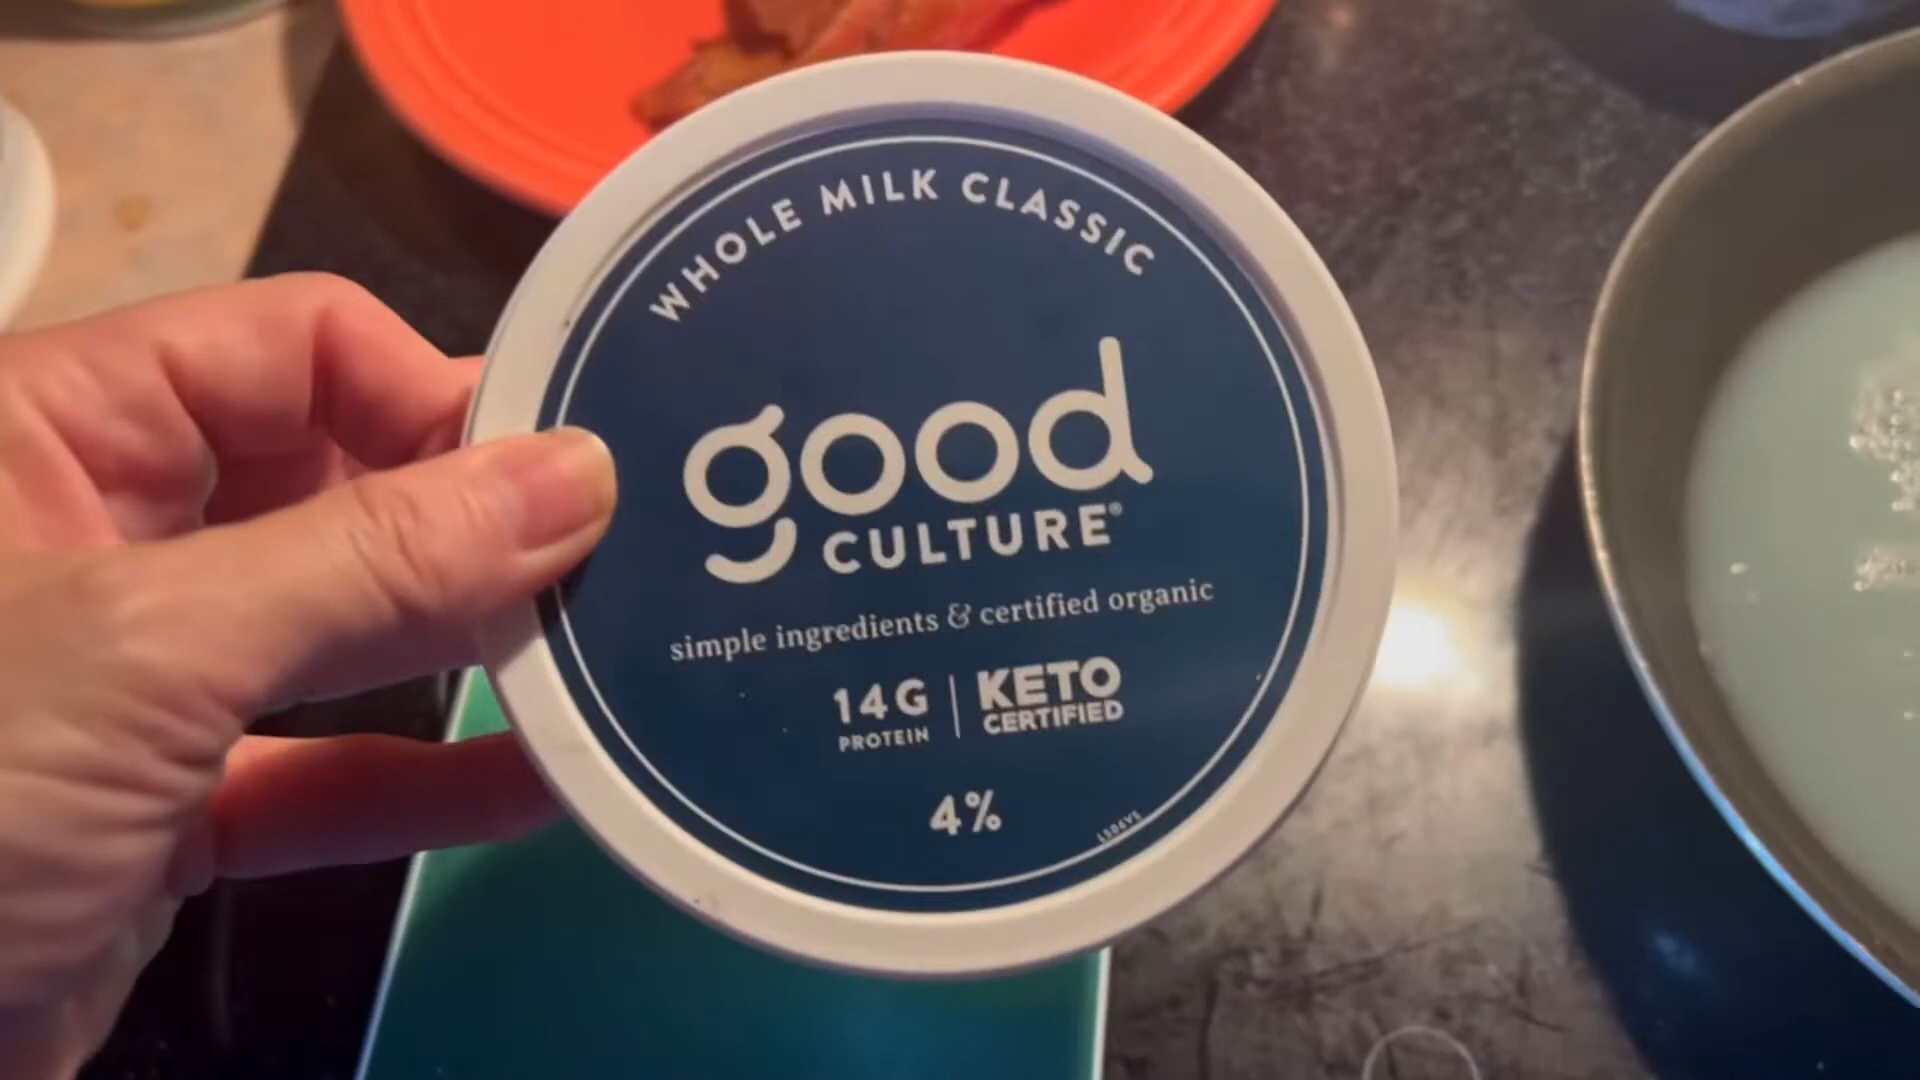 WHOLE MILK CLASSIC
good
CULTURE®
simple ingredients & certified organic
14G
PROTEIN
KETO
CERTIFIED
4%